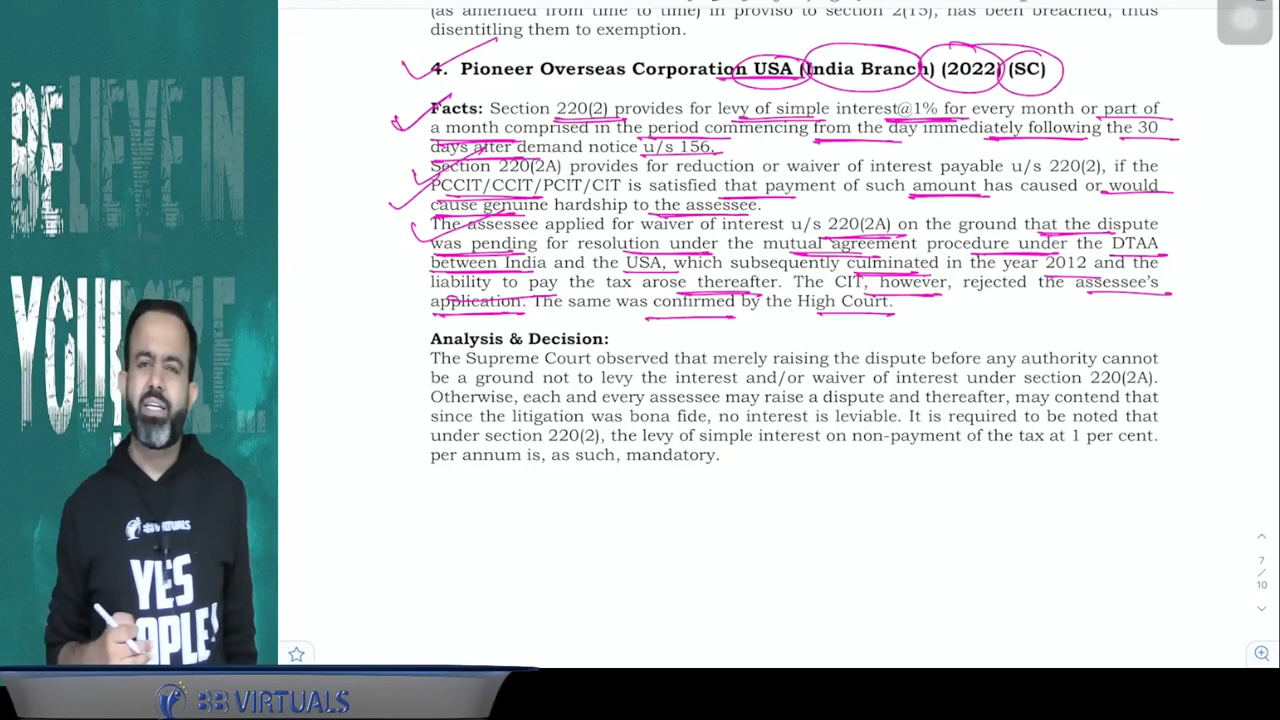 (as amended from time to time) in proviso to section 2(15), has been breached, thus
disentitling them to exemption.
4. Pioneer Overseas Corporation USA (India Branch) (2022) (SC)
Facts: Section 220(2) provides for levy of simple interest@1% for every month or part of
a month comprised in the period commencing from the day immediately following the 30
days after demand notice u/s 156.
Section 220(2A) provides for reduction or waiver of interest payable u/s 220(2), if the
PCCIT/CCIT/PCIT/CIT is satisfied that payment of such amount has caused or would
cause genuine hardship to the assessee.
The assessee applied for waiver of interest u/s 220(2A) on the ground that the dispute
was pending for resolution under the mutual agreement procedure under the DTAA
between India and the USA, which subsequently culminated in the year 2012 and the
liability to pay the tax arose thereafter. The CIT, however, rejected the assessee's
application. The same was confirmed by the High Court.
Analysis & Decision:
The Supreme Court observed that merely raising the dispute before any authority cannot
be a ground not to levy the interest and/or waiver of interest under section 220(2A).
Otherwise, each and every assessee may raise a dispute and thereafter, may contend that
since the litigation was bona fide, no interest is leviable. It is required to be noted that
under section 220(2), the levy of simple interest on non-payment of the tax at 1 per cent.
per annum is, as such, mandatory.
7
/
10
BELIEVE IN
BB VIRTUALS
YES
BB VIRTUALS